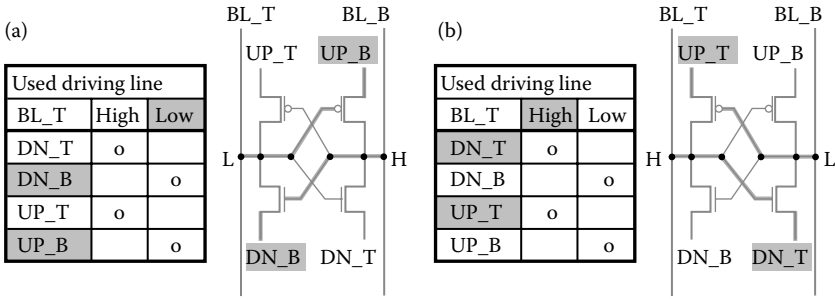 (a)
BL_T BL_B
UP_T UP_B
Used driving line
BL_T High Low
DN_T o
DN_B o
UP_T o
UP_B o
L H
DN_B DN_T
(b)
BL_T BL_B
UP_T UP_B
Used driving line
BL_T High Low
DN_T o
DN_B o
UP_T o
UP_B o
H L
DN_B DN_T